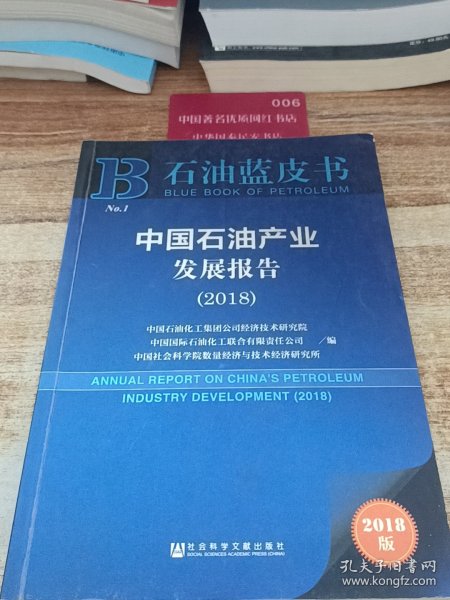 006
中国著名优质网红书店
B 石油蓝皮书
BLUE BOOK OF PETROLEUM
No.1
中国石油产业
发展报告
(2018)
中国石油化工集团公司经济技术研究院
中国国际石油化工联合有限责任公司 /编
中国社会科学院数量经济与技术经济研究所
ANNUAL REPORT ON CHINA'S PETROLEUM
INDUSTRY DEVELOPMENT (2018)
2018
版
社会科学文献出版社
SOCIAL SCIENCES ACADEMIC PRESS (CHINA)
孔夫子旧书网
www.kongfz.com